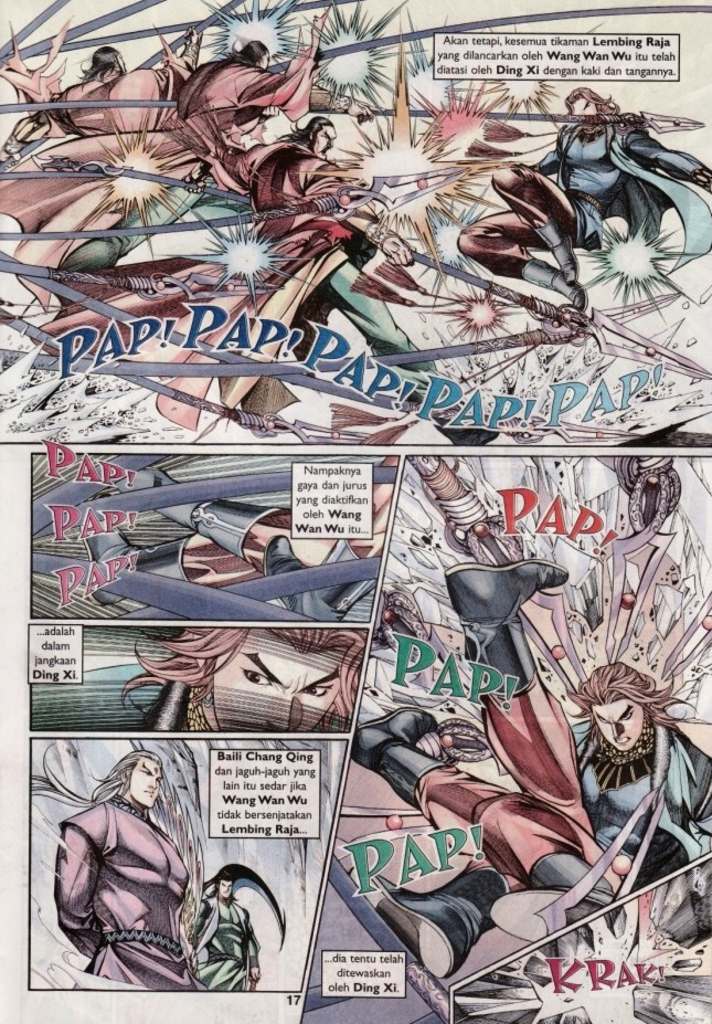 Akan tetapi, kesemua tikaman Lembing Raja
yang dilancarkan oleh Wang Wan Wu itu telah
diatasi oleh Ding Xi dengan kaki dan tangannya.
PAP! PAP! PAP! PAP! PAP!
PAP!
PAP!
PAP!
Nampaknya
gaya dan jurus
yang diaktifkan
oleh Wang
Wan Wu itu...
...adalah
dalam
jangkaan
Ding Xi.
Baili Chang Qing
dan jaguh-jaguh yang
lain itu sedar jika
Wang Wan Wu
tidak bersenjatakan
Lembing Raja...
PAP!
PAP!
PAP!
...dia tentu telah
ditewaskan
oleh Ding Xi.
KRAK!
17